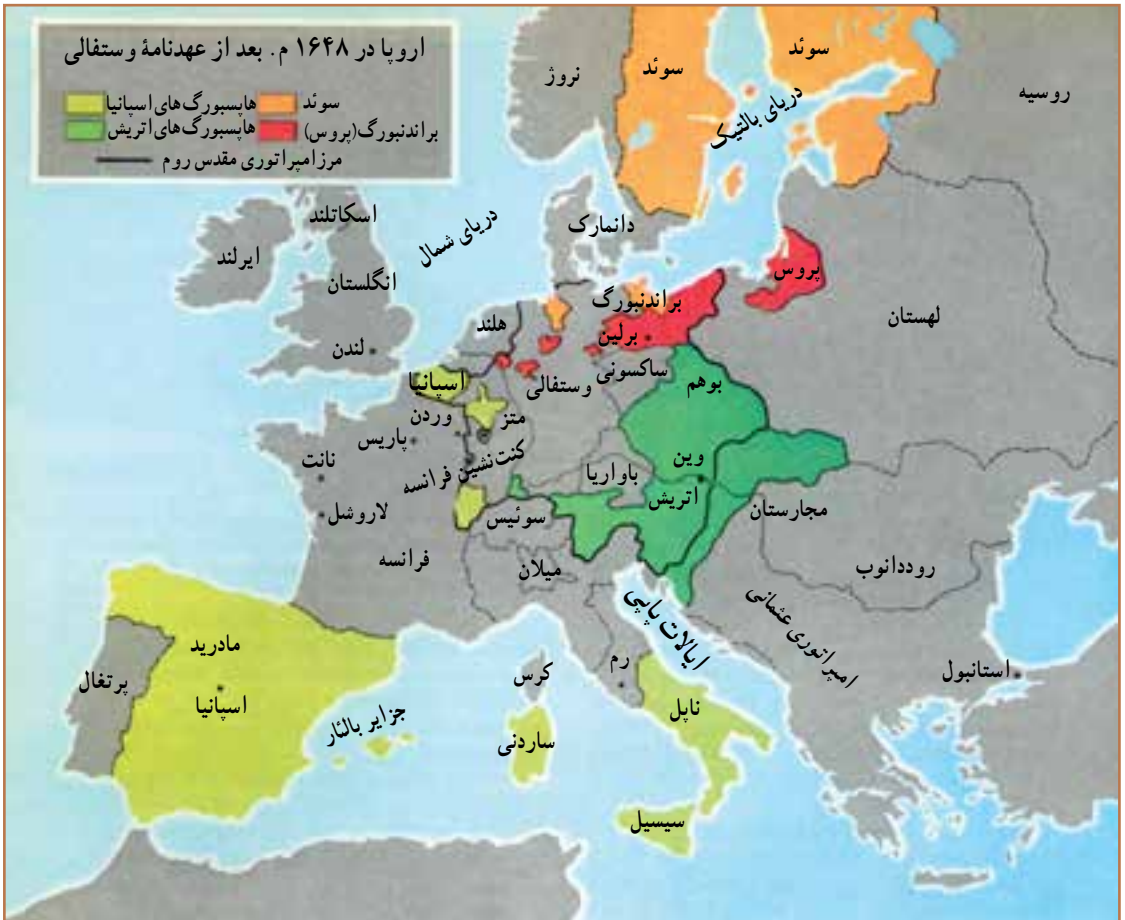 اروپا در ۱۶۴۸ م. بعد از عهدنامهٔ وستفالی
سوئد
هاپسبورگ‌های اسپانیا
براندنبورگ(پروس)
هاپسبورگ‌های اتریش
مرز امپراتوری مقدس روم
نروژ
سوئد
سوئد
روسیه
دریای بالتیک
اسکاتلند
ایرلند
انگلستان
لندن
دریای شمال
دانمارک
پروس
براندنبورگ
برلین
لهستان
هلند
ساکسونی
وستفالی
اسپانیا
بوهم
وردن
متز
پاریس
نانت
کنت‌نشین فرانسه
باواریا
وین
اتریش
مجارستان
لاروشل
سوئیس
فرانسه
میلان
رود دانوب
ایالات پاپی
امپراتوری عثمانی
مادرید
پرتغال
اسپانیا
جزایر بالئار
کرس
رم
ناپل
استانبول
ساردنی
سیسیل